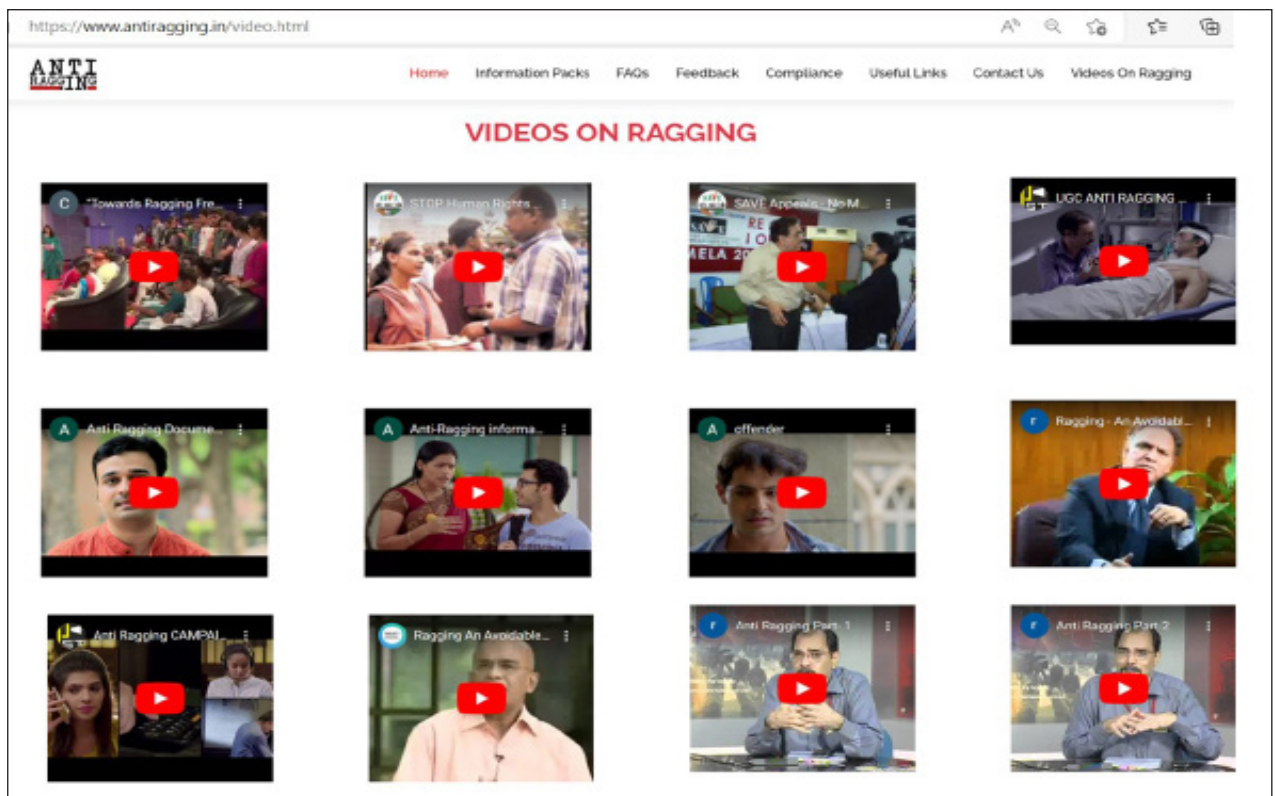 https://www.antiragging.in/video.html
ANTI
RAGGING
Home Information Packs FAQs Feedback Compliance Useful Links Contact Us Videos On Ragging
VIDEOS ON RAGGING
C "Towards Ragging Fre...
STOP Human Rights ...
SAVE Appeals - No M...
UGC ANTI RAGGING ...
RE
MELA 20
A Anti Ragging Docume...
A Anti-Ragging informa...
A offender
r Ragging - An Avoidabl...
Anti Ragging CAMPAI...
Ragging An Avoidable...
r Anti Ragging Part- 1
r Anti Ragging Part-2